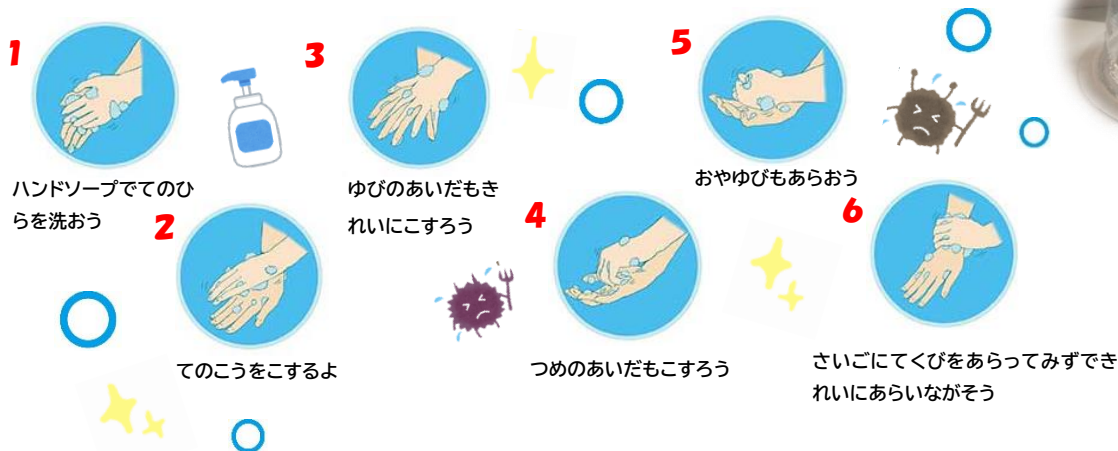 1
ハンドソープでてのひ
らを洗おう
2
てのこうをこするよ
3
ゆびのあいだもき
れいにこすろう
4
つめのあいだもこすろう
5
おやゆびもあらおう
6
さいごにてくびをあらってみずでき
れいにあらいながそう